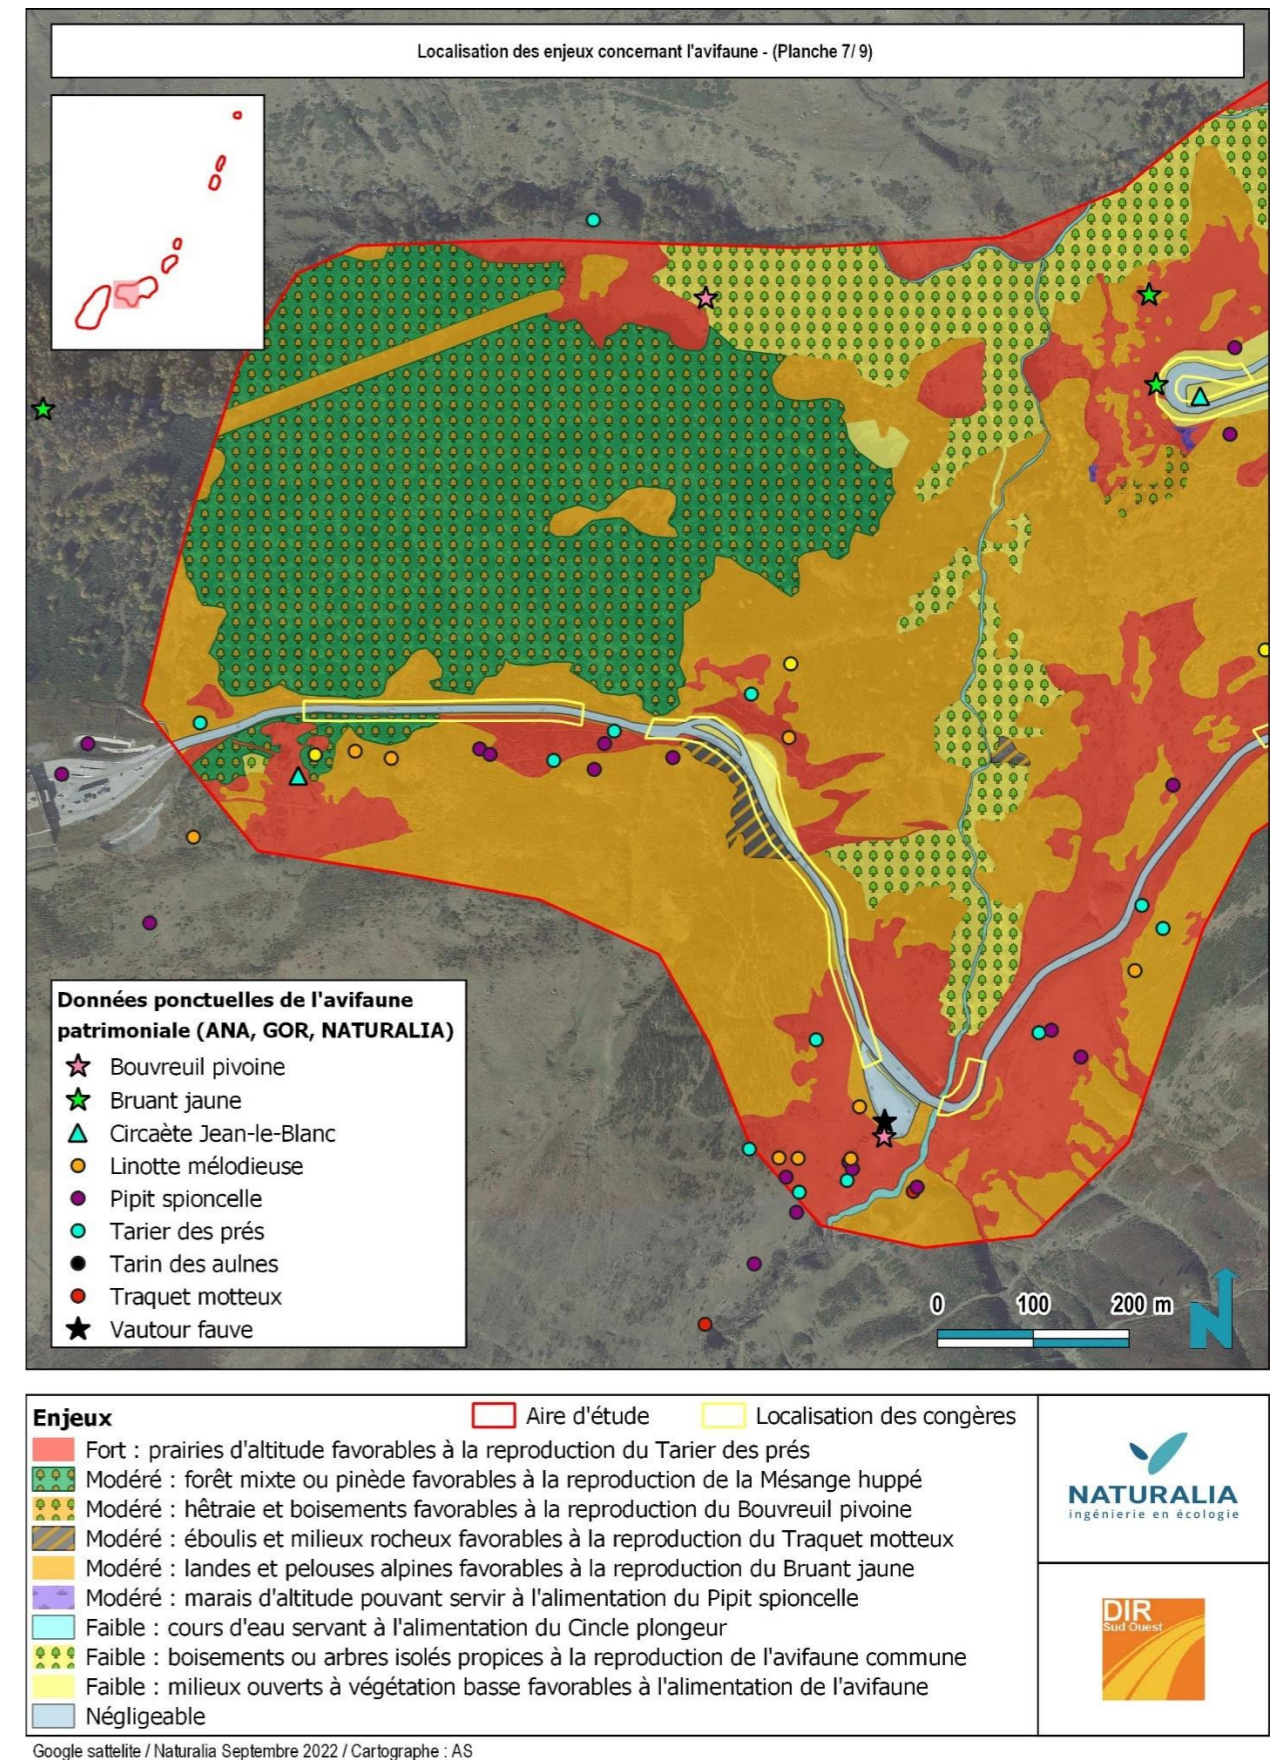 Localisation des enjeux concernant l'avifaune - (Planche 7/ 9)
Données ponctuelles de l'avifaune
patrimoniale (ANA, GOR, NATURALIA)
Bouvreuil pivoine
Bruant jaune
Circaète Jean-le-Blanc
Linotte mélodieuse
Pipit spioncelle
Tarier des prés
Tarin des aulnes
Traquet motteux
Vautour fauve
0 100 200 m
N
Enjeux
Aire d'étude
Localisation des congères
Fort : prairies d'altitude favorables à la reproduction du Tarier des prés
Modéré : forêt mixte ou pinède favorables à la reproduction de la Mésange huppé
Modéré : hêtraie et boisements favorables à la reproduction du Bouvreuil pivoine
Modéré : éboulis et milieux rocheux favorables à la reproduction du Traquet motteux
Modéré : landes et pelouses alpines favorables à la reproduction du Bruant jaune
Modéré : marais d'altitude pouvant servir à l'alimentation du Pipit spioncelle
Faible : cours d'eau servant à l'alimentation du Cincle plongeur
Faible : boisements ou arbres isolés propices à la reproduction de l'avifaune commune
Faible : milieux ouverts à végétation basse favorables à l'alimentation de l'avifaune
Négligeable
NATURALIA
ingénierie en écologie
DIR
Sud Ouest
Google sattelite / Naturalia Septembre 2022 / Cartographe : AS